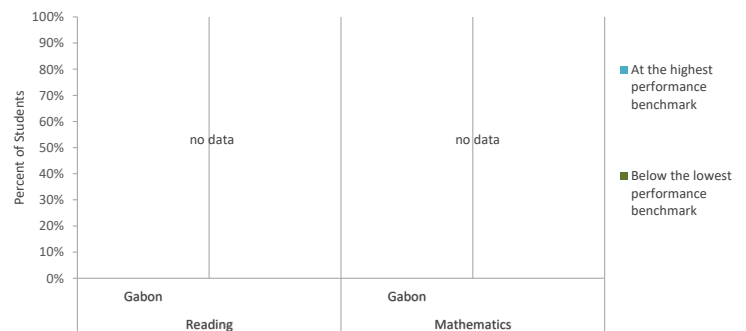 Percent of Students
100%
90%
80%
70%
60%
50%
40%
30%
20%
10%
0%
no data
no data
Gabon
Gabon
Reading
Mathematics
At the highest
performance
benchmark
Below the lowest
performance
benchmark